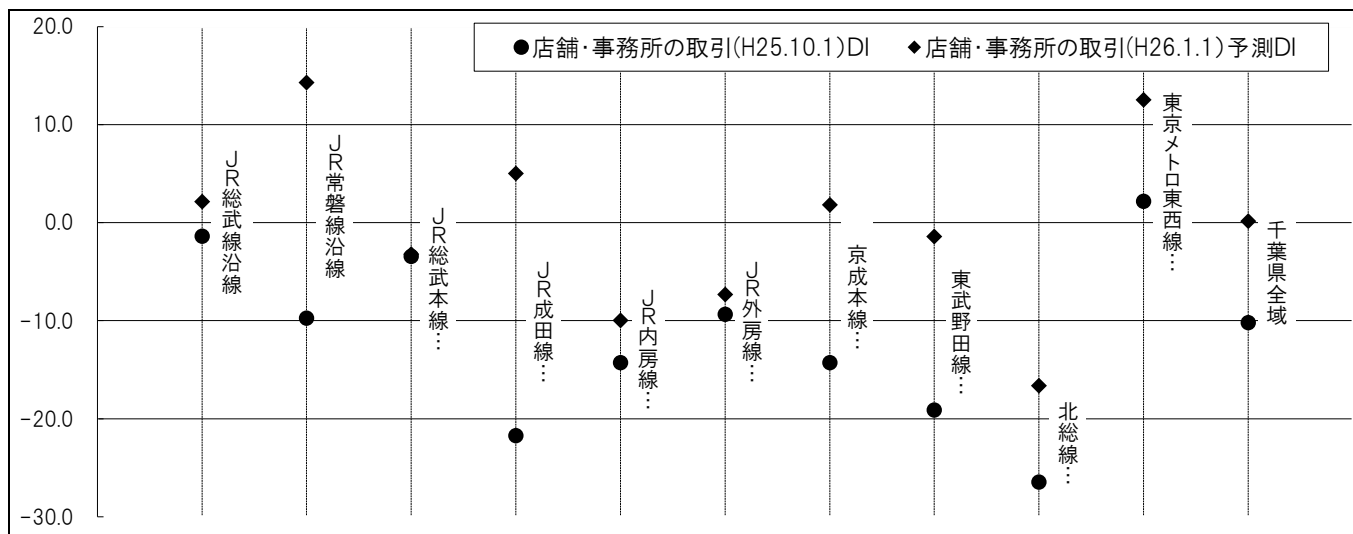 20.0
10.0
0.0
-10.0
-20.0
-30.0
●店舗・事務所の取引(H25.10.1)DI ◆店舗・事務所の取引(H26.1.1)予測DI
JR総武線沿線
JR常磐線沿線
JR総武本線…
JR成田線…
JR内房線…
JR外房線…
京成本線…
東武野田線…
北総線…
東京メトロ東西線…
千葉県全域